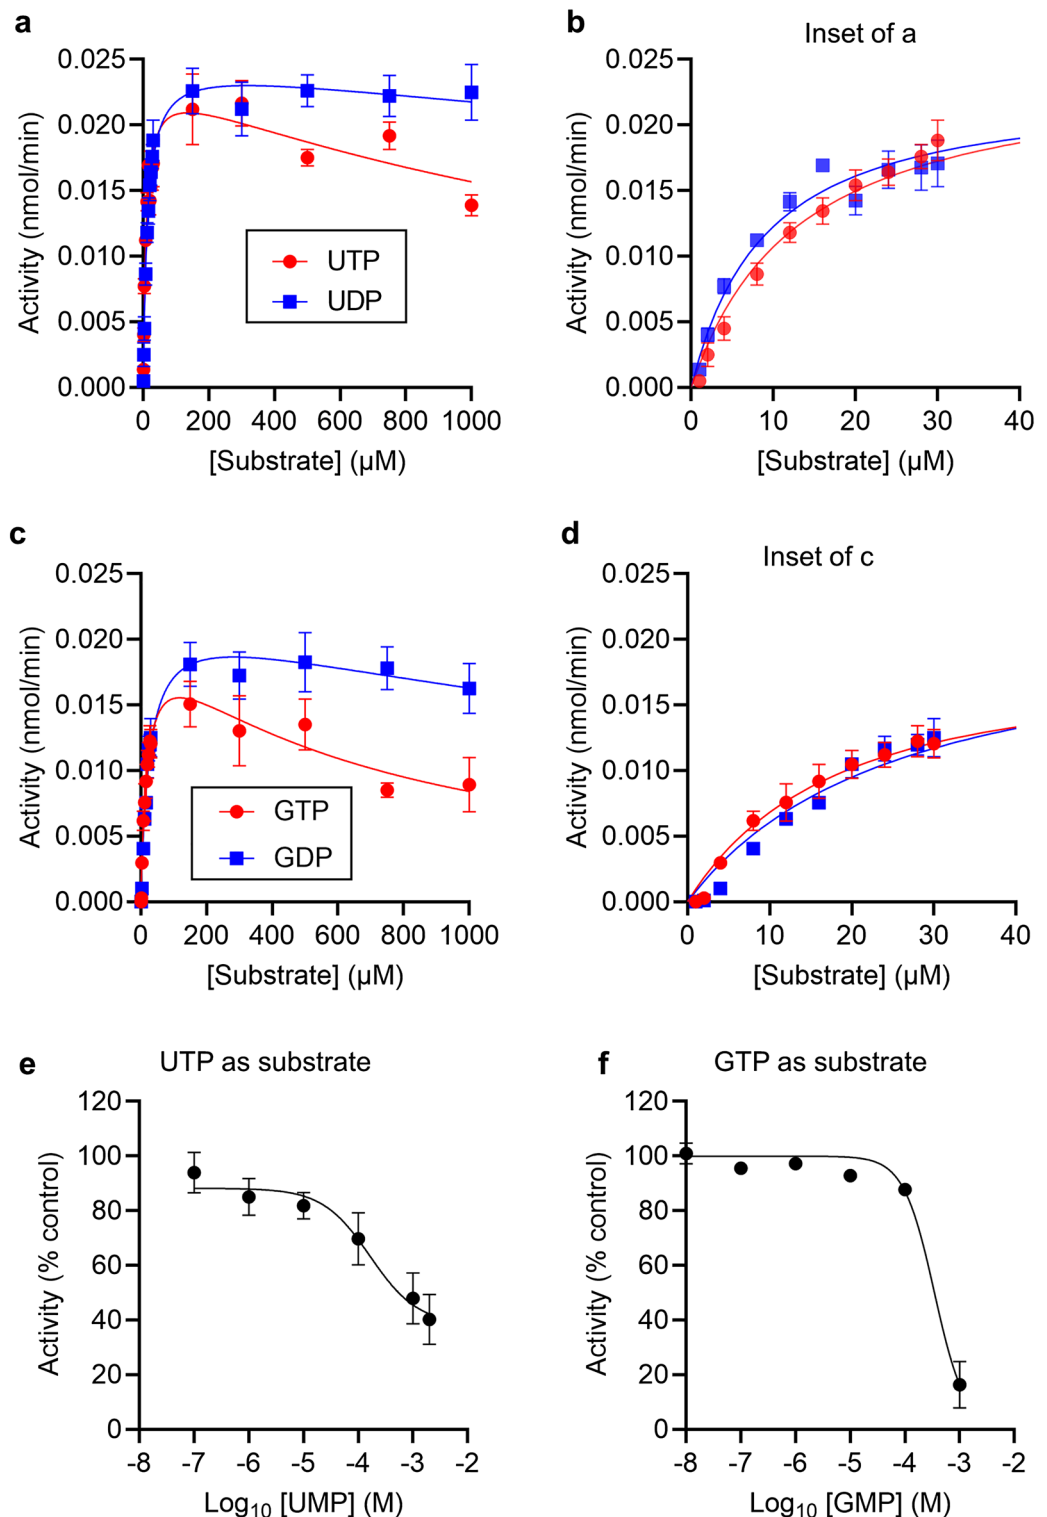 a
0.025
0.020
0.015
0.010
0.005
0.000
Activity (nmol/min)
UTP
UDP
0 200 400 600 800 1000
[Substrate] (µM)
b
Inset of a
0.025
0.020
0.015
0.010
0.005
0.000
Activity (nmol/min)
0 10 20 30 40
[Substrate] (µM)
c
0.025
0.020
0.015
0.010
0.005
0.000
Activity (nmol/min)
GTP
GDP
0 200 400 600 800 1000
[Substrate] (µM)
d
Inset of c
0.025
0.020
0.015
0.010
0.005
0.000
Activity (nmol/min)
0 10 20 30 40
[Substrate] (µM)
e
UTP as substrate
120
100
80
60
40
20
0
Activity (% control)
-8 -7 -6 -5 -4 -3 -2
Log₁₀ [UMP] (M)
f
GTP as substrate
120
100
80
60
40
20
0
Activity (% control)
-8 -7 -6 -5 -4 -3 -2
Log₁₀ [GMP] (M)